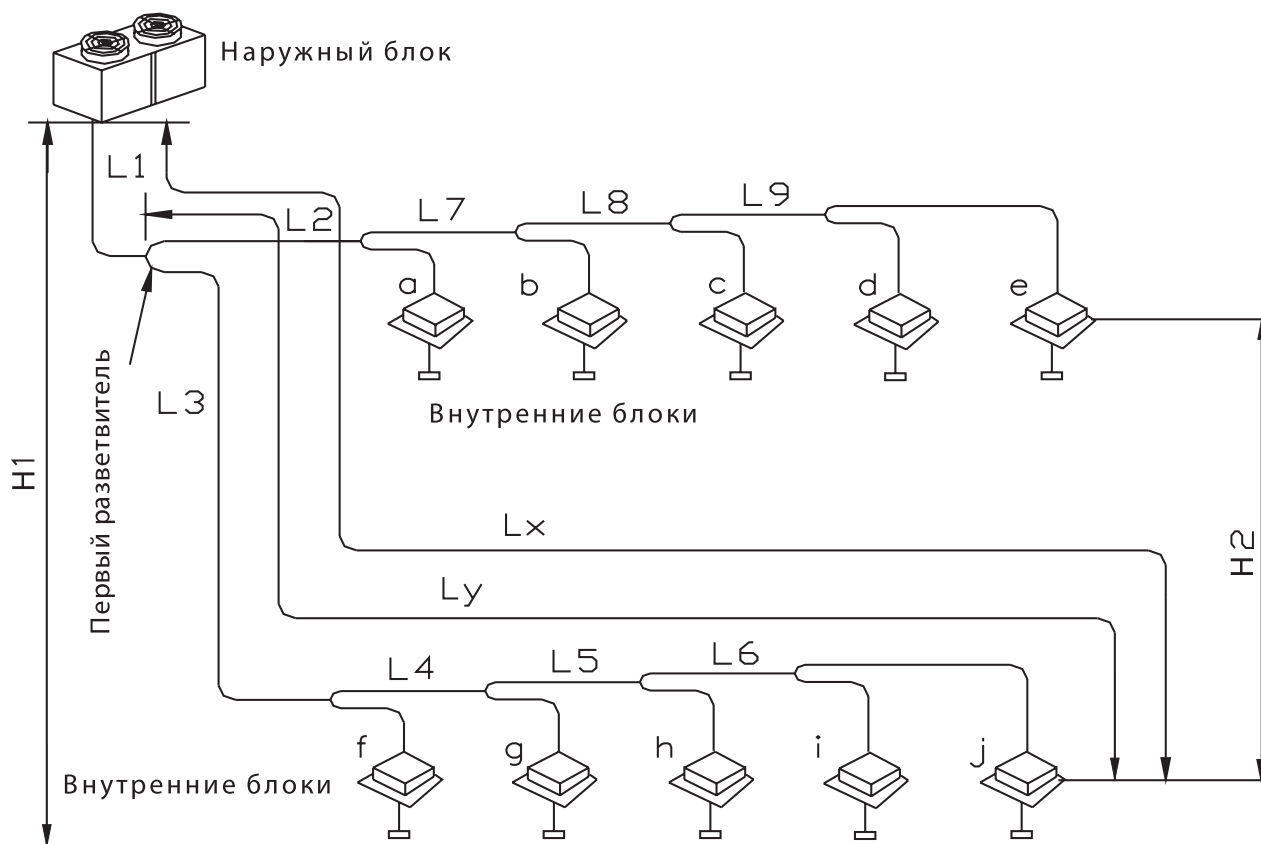 Наружный блок
L1
L2
L7
L8
L9
a
b
c
d
e
L3
Внутренние блоки
Первый разветвитель
H1
Lx
H2
Ly
L4
L5
L6
f
g
h
i
j
Внутренние блоки